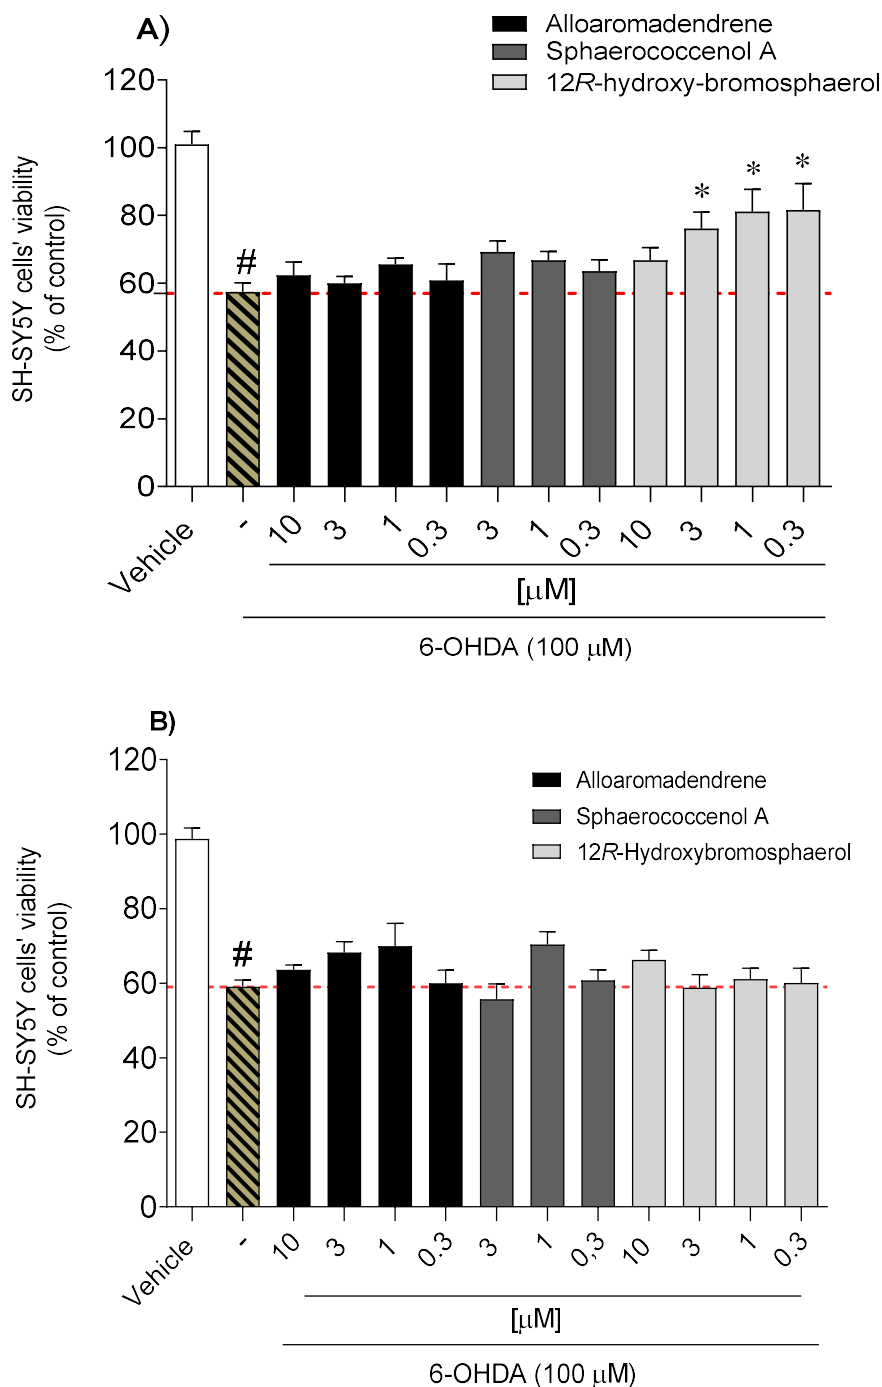 A)
Alloaromadendrene
Sphaerococcenol A
12R-hydroxy-bromosphaerol
SH-SY5Y cells' viability
(% of control)
120
100
80
60
40
20
0
#
*
*
*
Vehicle
-
10
3
1
0.3
3
1
0.3
10
3
1
0.3
[μM]
6-OHDA (100 μM)
B)
Alloaromadendrene
Sphaerococcenol A
12R-Hydroxybromosphaerol
SH-SY5Y cells' viability
(% of control)
120
100
80
60
40
20
0
#
Vehicle
-
10
3
1
0.3
3
1
0,3
10
3
1
0.3
[μM]
6-OHDA (100 μM)